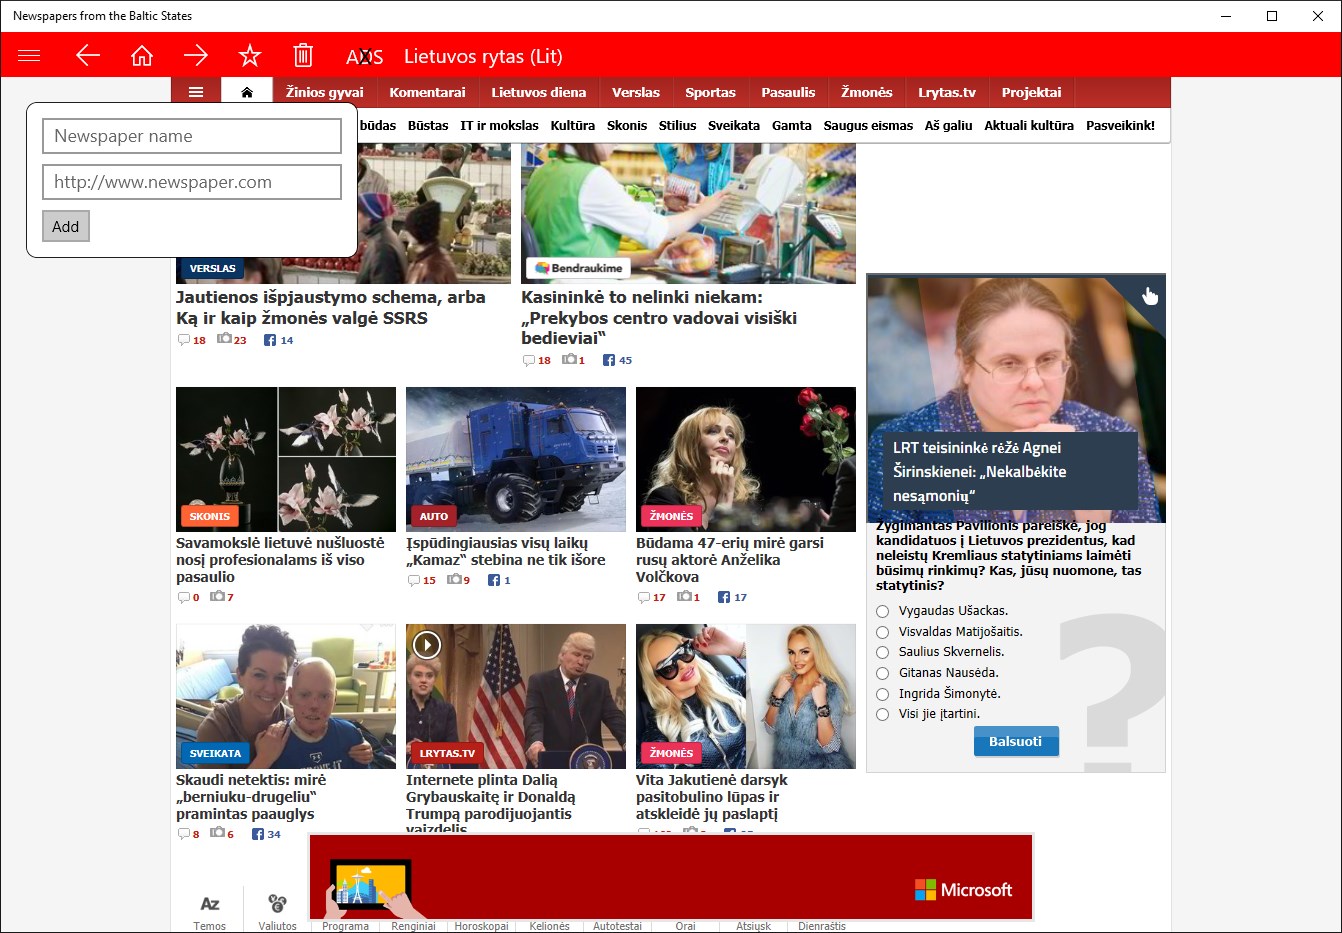 Newspapers from the Baltic States
ADS
Lietuvos rytas (Lit)
Žinios gyvai
Komentarai
Lietuvos diena
Verslas
Sportas
Pasaulis
Žmonės
Lrytas.tv
Projektai
būdas
Būstas
IT ir mokslas
Kultūra
Skonis
Stilius
Sveikata
Gamta
Saugus eismas
Aš galiu
Aktuali kultūra
Pasveikink!
Newspaper name
http://www.newspaper.com
Add
VERSLAS
Jautienos išpjaustymo schema, arba
Ką ir kaip žmonės valgė SSRS
18
23
14
Bendraukime
Kasininkė to nelinki niekam:
„Prekybos centro vadovai visiški
bedieviai“
18
1
45
SKONIS
Savamokslė lietuvė nušluostė
nosį profesionalams iš viso
pasaulio
0
7
AUTO
Įspūdingiausias visų laikų
„Kamaz“ stebina ne tik išore
15
9
1
ŽMONĖS
Būdama 47-erių mirė garsi
rusų aktorė Anželika
Volčkova
17
1
17
SVEIKATA
Skaudi netektis: mirė
„berniuku-drugeliu“
pramintas paauglys
8
6
34
LRYTAS.TV
Internete plinta Dalią
Grybauskaitę ir Donaldą
Trumpą parodijuojantis
vaizdelis
ŽMONĖS
Vita Jakutienė darsyk
pasitobulino lūpas ir
atskleidė jų paslaptį
LRT teisininkė rėžė Agnei
Širinskienei: „Nekalbėkite
nesąmonių“
Žygimantas Pavilionis pareiškė, jog
kandidatuos į Lietuvos prezidentus, kad
neleistų Kremliaus statytiniams laimėti
būsimų rinkimų? Kas, jūsų nuomone, tas
statytinis?
Vygaudas Ušackas.
Visvaldas Matijošaitis.
Saulius Skvernelis.
Gitanas Nausėda.
Ingrida Šimonytė.
Visi jie įtartini.
?
Balsuoti
Microsoft
Az
Temos
Valiutos
Programa
Renginiai
Horoskopai
Kelionės
Autotestai
Orai
Atsiųsk
Dienraštis